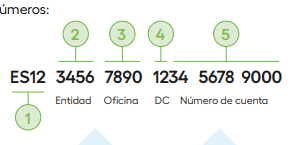 úmeros:
2 3 4 5
ES12 3456 7890 1234 5678 9000
Entidad Oficina DC Número de cuenta
1